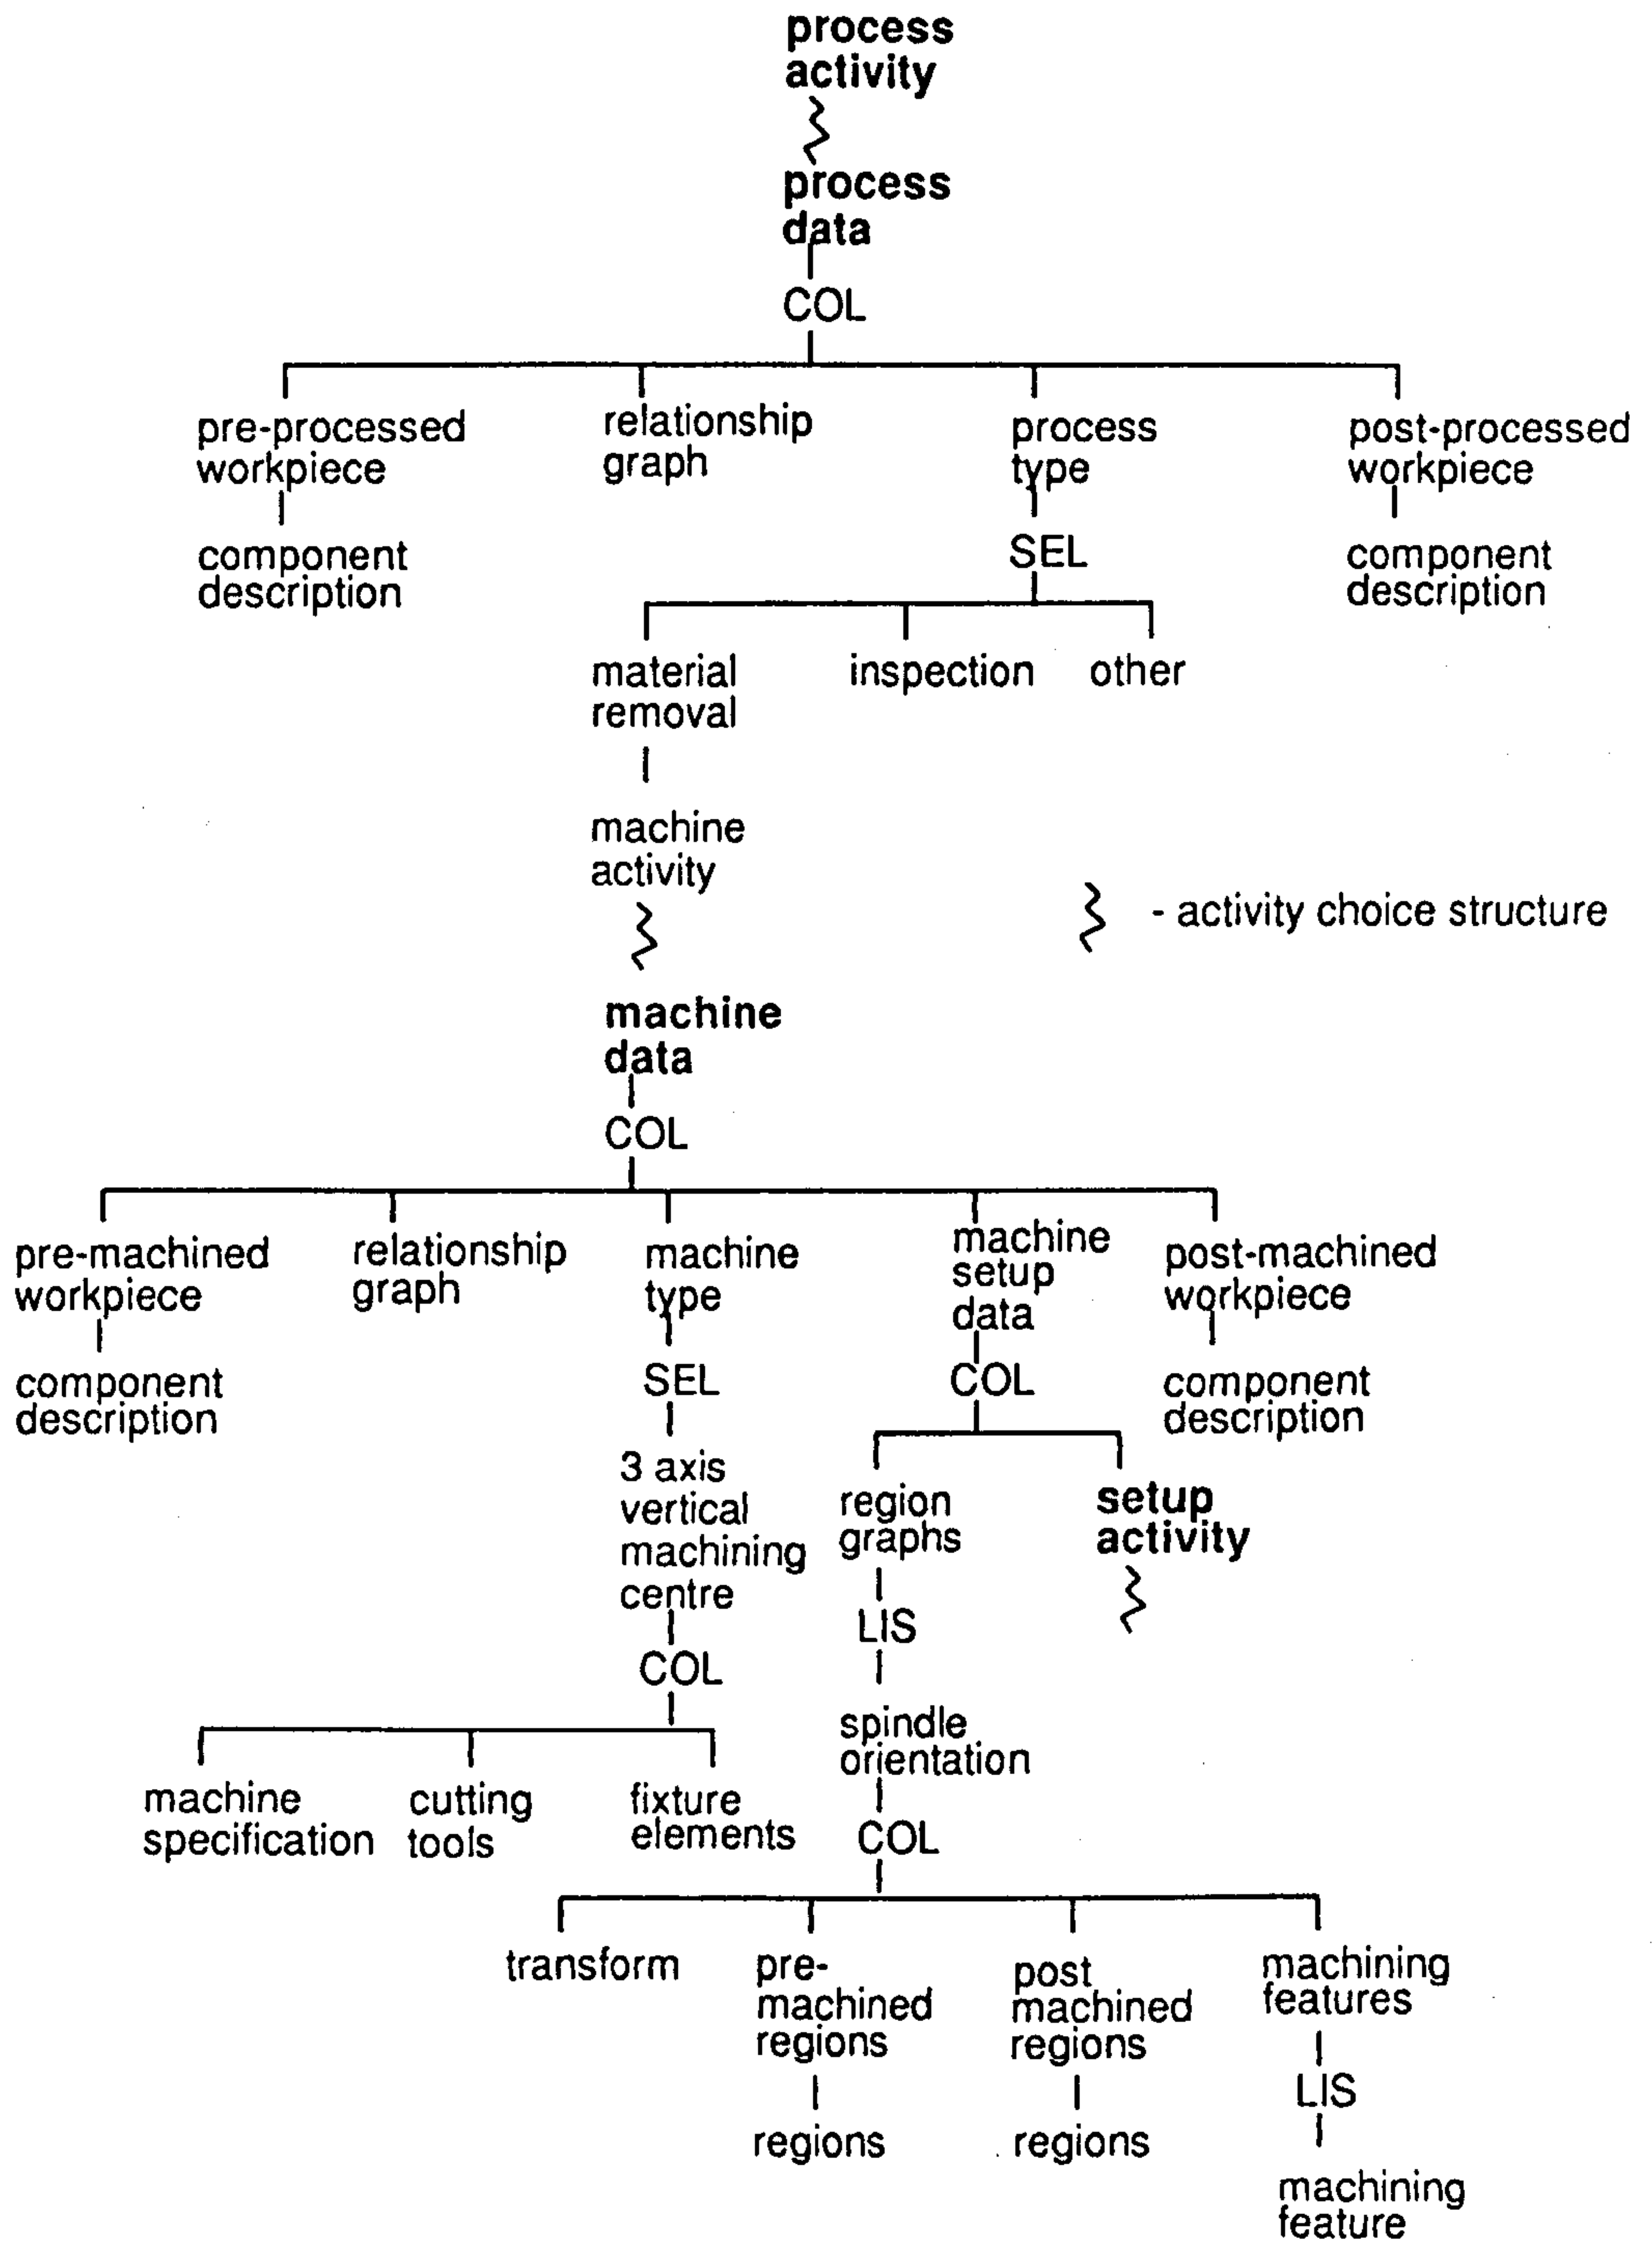 process
activity
process
data
COL
pre-processed
workpiece
component
description
relationship
graph
process
type
SEL
post-processed
workpiece
component
description
material
removal
inspection
other
machine
activity
- activity choice structure
machine
data
COL
pre-machined
workpiece
component
description
relationship
graph
machine
type
SEL
3 axis
vertical
machining
centre
COL
machine
specification
cutting
tools
fixture
elements
machine
setup
data
COL
region
graphs
LIS
spindle
orientation
COL
setup
activity
post-machined
workpiece
component
description
transform
pre-
machined
regions
regions
post
machined
regions
regions
machining
features
LIS
machining
feature